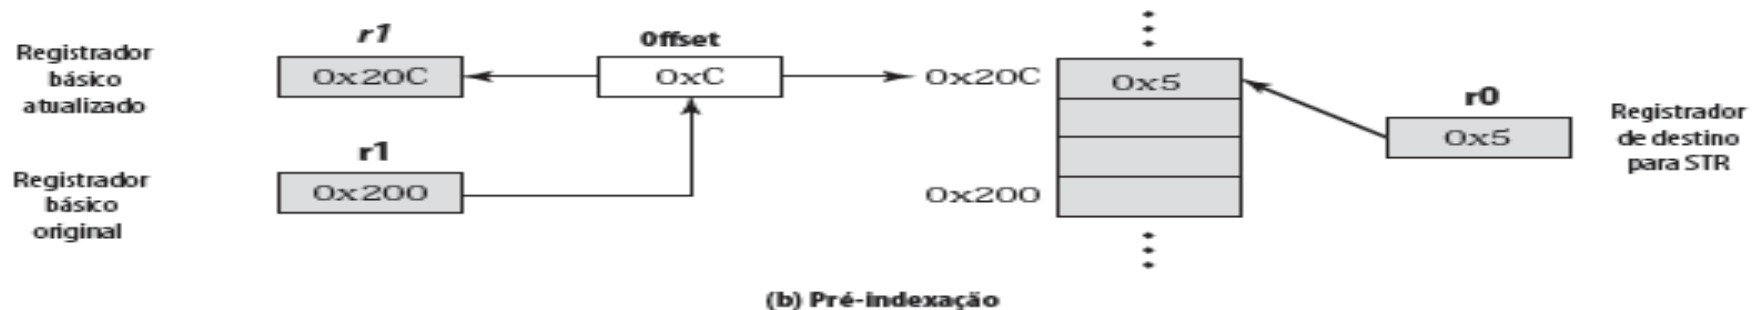 Registrador
básico
atualizado
r1
0x20C
Offset
0xC
0x20C
0x5
r0
0x5
Registrador
de destino
para STR
Registrador
básico
original
r1
0x200
0x200
(b) Pré-indexação